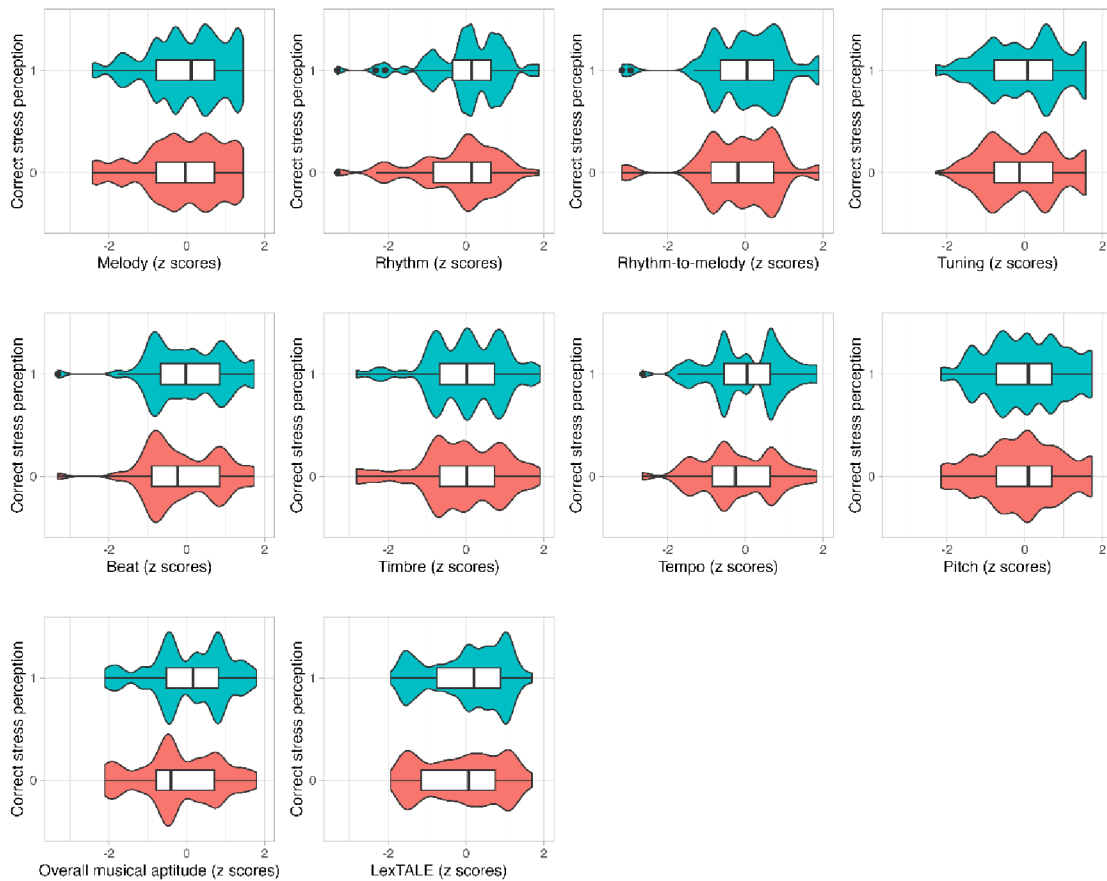 Correct stress perception
1
0
-2 0 2
Melody (z scores)
Correct stress perception
1
0
-2 0 2
Rhythm (z scores)
Correct stress perception
1
0
-2 0 2
Rhythm-to-melody (z scores)
Correct stress perception
1
0
-2 0 2
Tuning (z scores)
Correct stress perception
1
0
-2 0 2
Beat (z scores)
Correct stress perception
1
0
-2 0 2
Timbre (z scores)
Correct stress perception
1
0
-2 0 2
Tempo (z scores)
Correct stress perception
1
0
-2 0 2
Pitch (z scores)
Correct stress perception
1
0
-2 0 2
Overall musical aptitude (z scores)
Correct stress perception
1
0
-2 0 2
LexTALE (z scores)